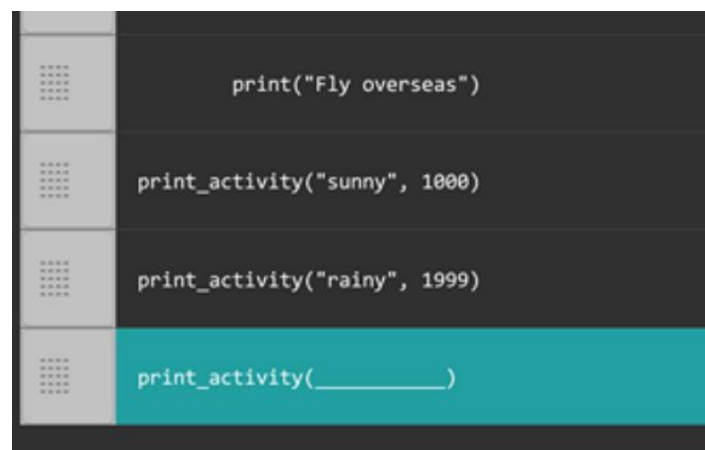 print("Fly overseas")
print_activity("sunny", 1000)
print_activity("rainy", 1999)
print_activity(__________)